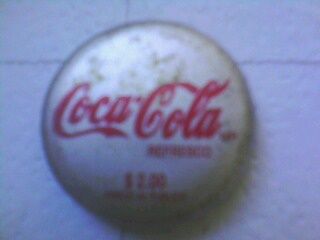 Coca-Cola
REFRESCO
$ 2.00